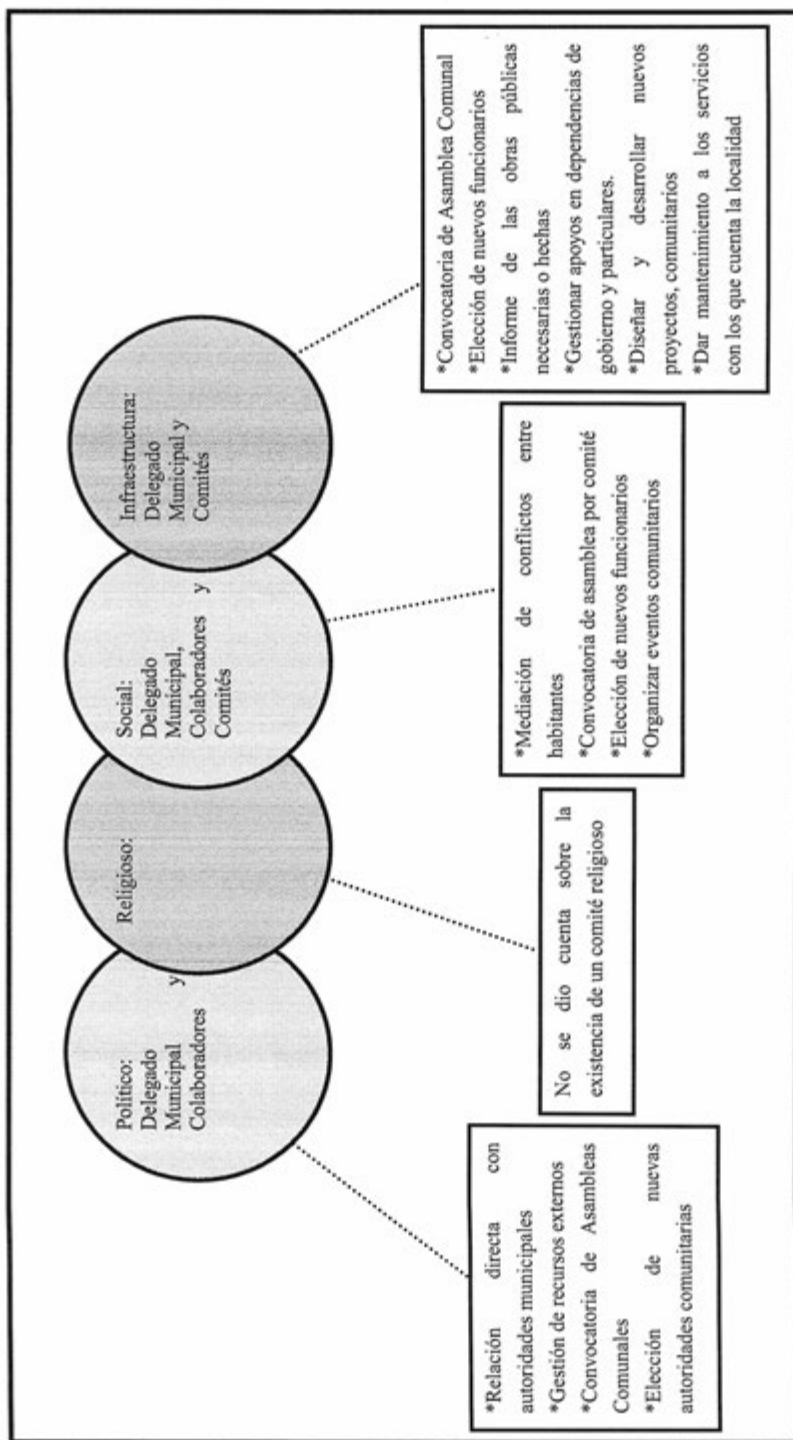 Político:
Delegado
Municipal y
Colaboradores
Religioso:
Social:
Delegado
Municipal,
Colaboradores y
Comités
Infraestructura:
Delegado
Municipal y
Comités
*Relación directa con
autoridades municipales
*Gestión de recursos externos
*Convocatoria de Asambleas
Comunales
*Elección de nuevas
autoridades comunitarias
No se dio cuenta sobre la
existencia de un comité religioso
*Mediación de conflictos entre
habitantes
*Convocatoria de asamblea por comité
*Elección de nuevos funcionarios
*Organizar eventos comunitarios
*Convocatoria de Asamblea Comunal
*Elección de nuevos funcionarios
*Informe de las obras públicas
necesarias o hechas
*Gestionar apoyos en dependencias de
gobierno y particulares.
*Diseñar y desarrollar nuevos
proyectos, comunitarios
*Dar mantenimiento a los servicios
con los que cuenta la localidad